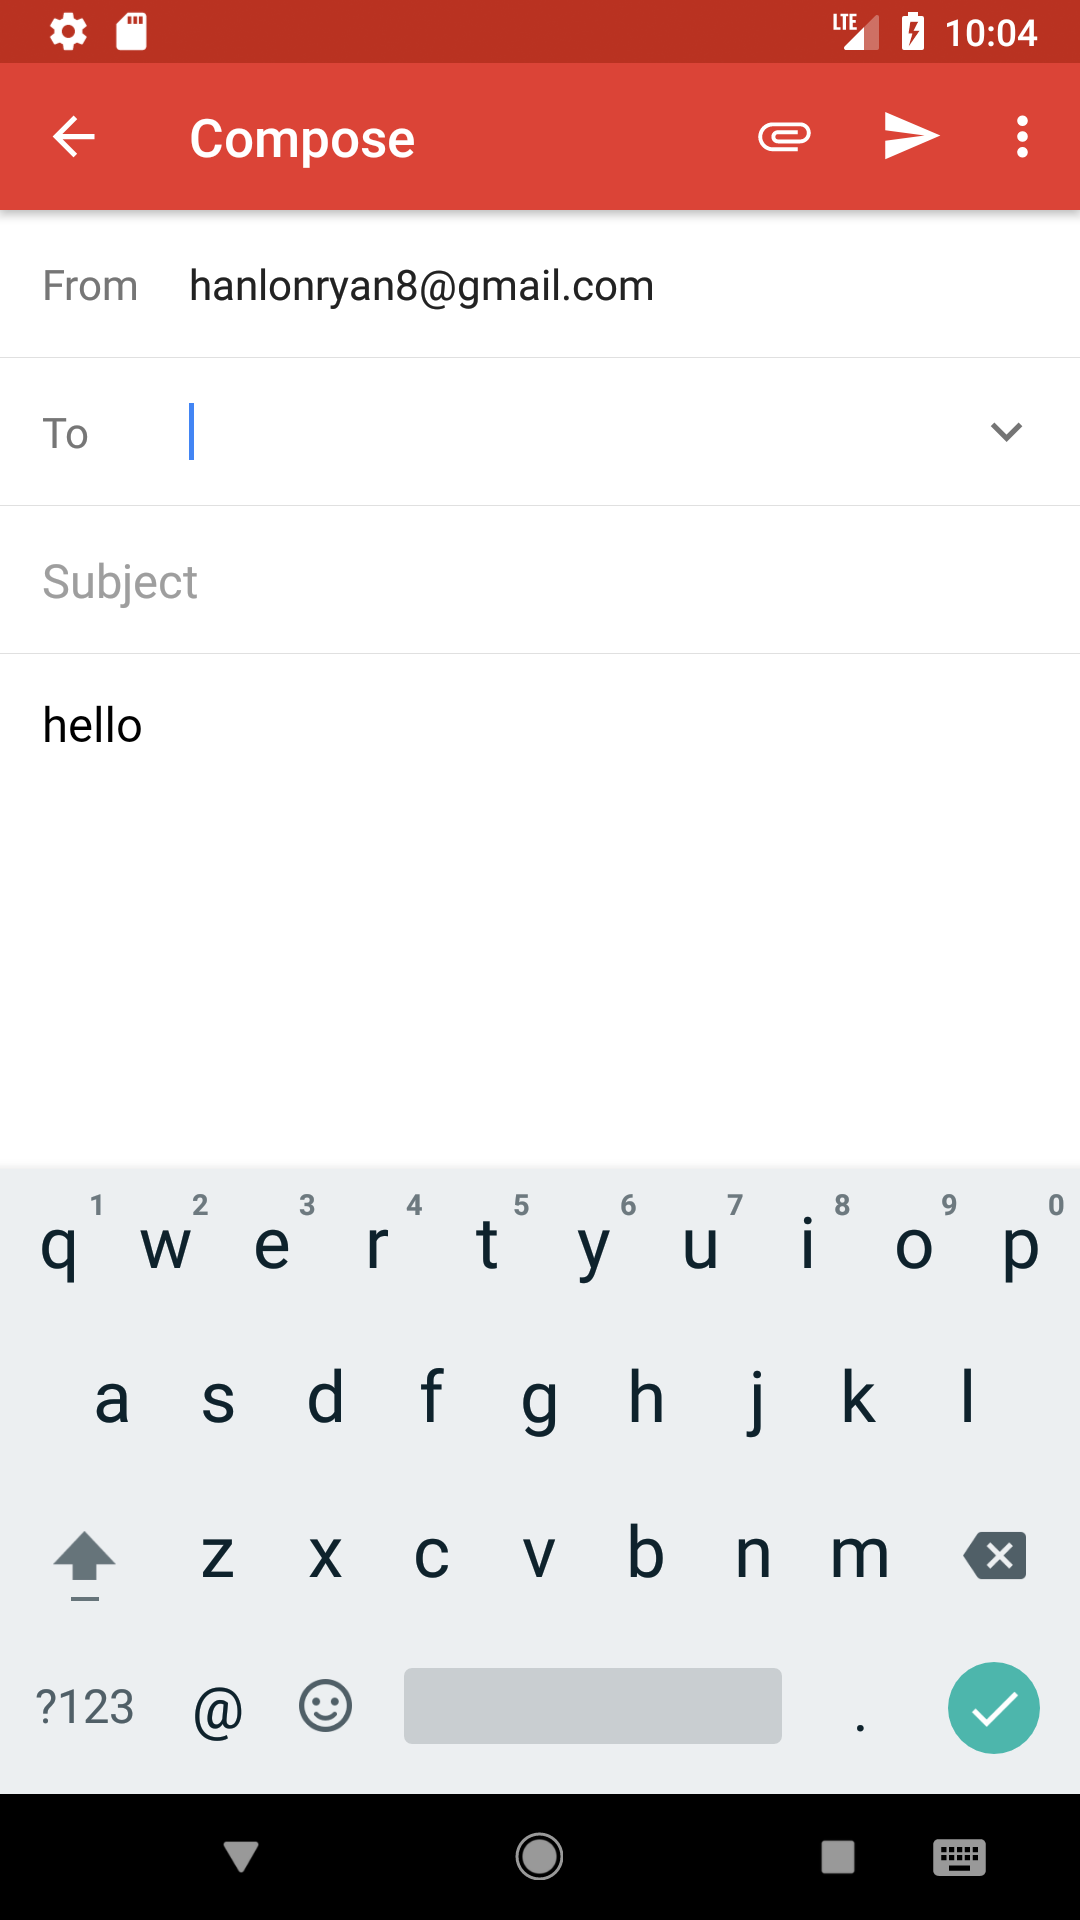 LTE 10:04
Compose
From hanlonryan8@gmail.com
To
Subject
hello
1 2 3 4 5 6 7 8 9 0
q w e r t y u i o p
a s d f g h j k l
z x c v b n m
?123 @ .